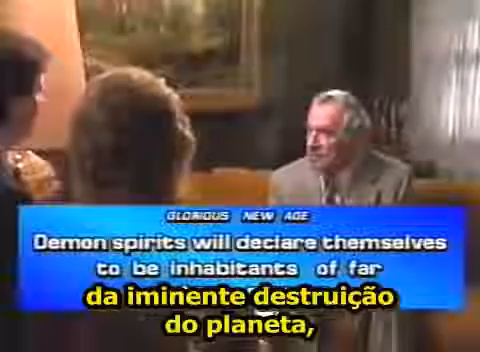 GLORIOUS NEW AGE
Demon spirits will declare themselves
to be inhabitants of far
da iminente destruição
do planeta,